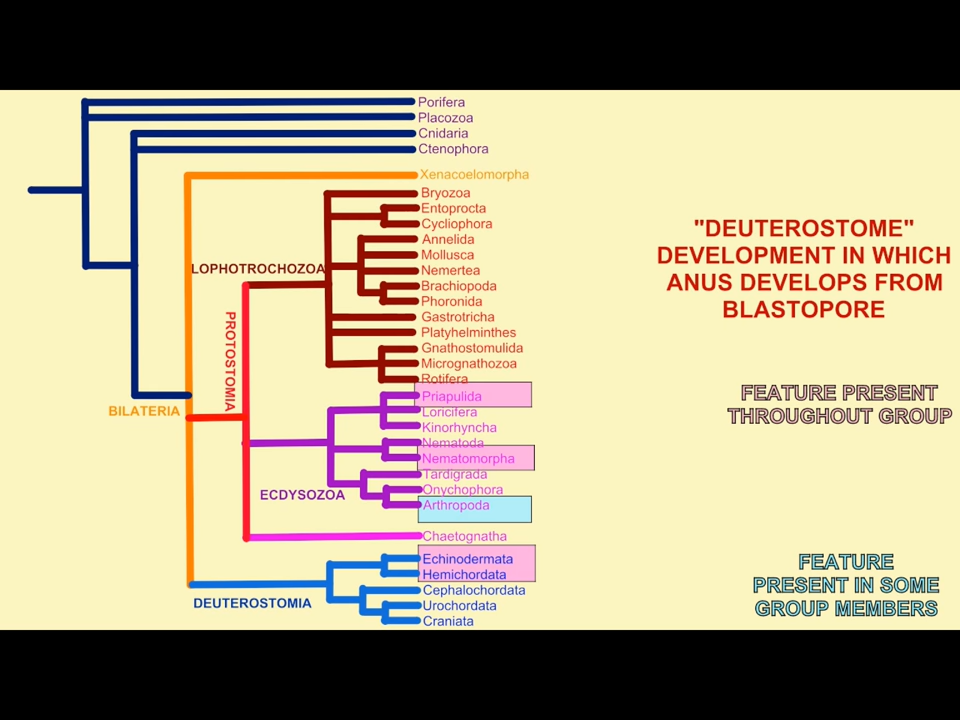 Porifera
Placozoa
Cnidaria
Ctenophora
Xenacoelomorpha
Bryozoa
Entoprocta
Cycliophora
Annelida
Mollusca
Nemertea
Brachiopoda
Phoronida
Gastrotricha
Platyhelminthes
Gnathostomulida
Micrognathozoa
Rotifera
Priapulida
Loricifera
Kinorhyncha
Nematoda
Nematomorpha
Tardigrada
Onychophora
Arthropoda
Chaetognatha
Echinodermata
Hemichordata
Cephalochordata
Urochordata
Craniata
LOPHOTROCHOZOA
PROTOSTOMIA
BILATERIA
ECDYSOZOA
DEUTEROSTOMIA
"DEUTEROSTOME"
DEVELOPMENT IN WHICH
ANUS DEVELOPS FROM
BLASTOPORE
FEATURE PRESENT
THROUGHOUT GROUP
FEATURE
PRESENT IN SOME
GROUP MEMBERS